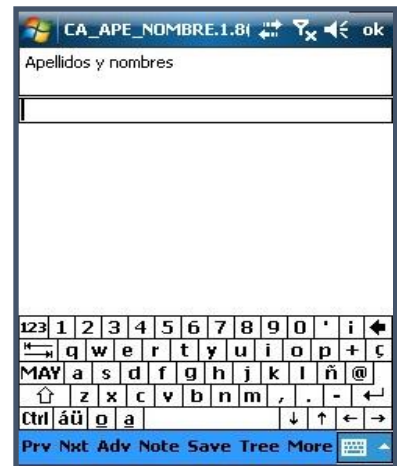 CA_APE_NOMBRE.1.8( ok
Apellidos y nombres
123 1 2 3 4 5 6 7 8 9 0 ' i
q w e r t y u i o p + ç
MAY a s d f g h j k l ñ @
z x c v b n m , . -
Ctrl áü o a ↓ ↑ ← →
Prv Nxt Adv Note Save Tree More